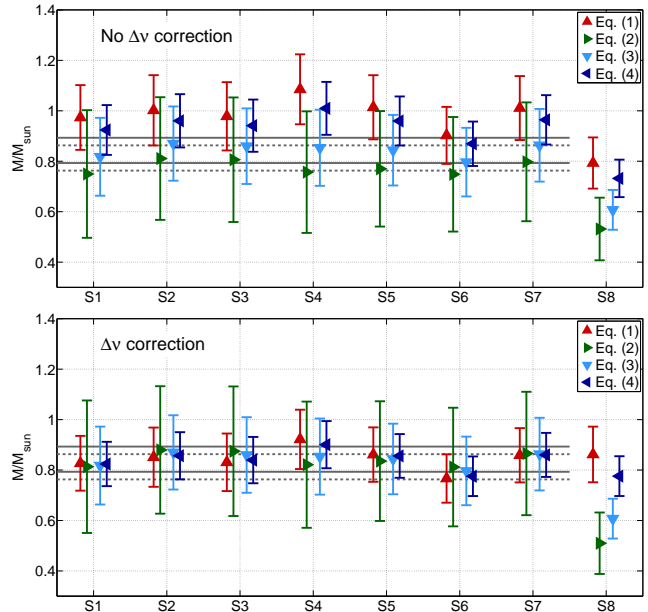 No Δν correction
Eq. (1)
Eq. (2)
Eq. (3)
Eq. (4)
M/M_sun
1.4
1.2
1
0.8
0.6
0.4
S1 S2 S3 S4 S5 S6 S7 S8
Δν correction
Eq. (1)
Eq. (2)
Eq. (3)
Eq. (4)
M/M_sun
1.4
1.2
1
0.8
0.6
0.4
S1 S2 S3 S4 S5 S6 S7 S8